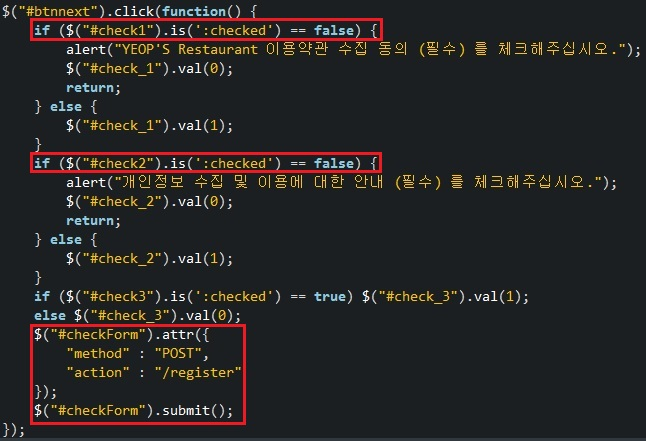 $("#btnnext").click(function() {
if ($("#check1").is(':checked') == false) {
alert("YEOP'S Restaurant 이용약관 수집 동의 (필수) 를 체크해주십시오.");
$("#check_1").val(0);
return;
} else {
$("#check_1").val(1);
}
if ($("#check2").is(':checked') == false) {
alert("개인정보 수집 및 이용에 대한 안내 (필수) 를 체크해주십시오.");
$("#check_2").val(0);
return;
} else {
$("#check_2").val(1);
}
if ($("#check3").is(':checked') == true) $("#check_3").val(1);
else $("#check_3").val(0);
$("#checkForm").attr({
"method" : "POST",
"action" : "/register"
});
$("#checkForm").submit();
});